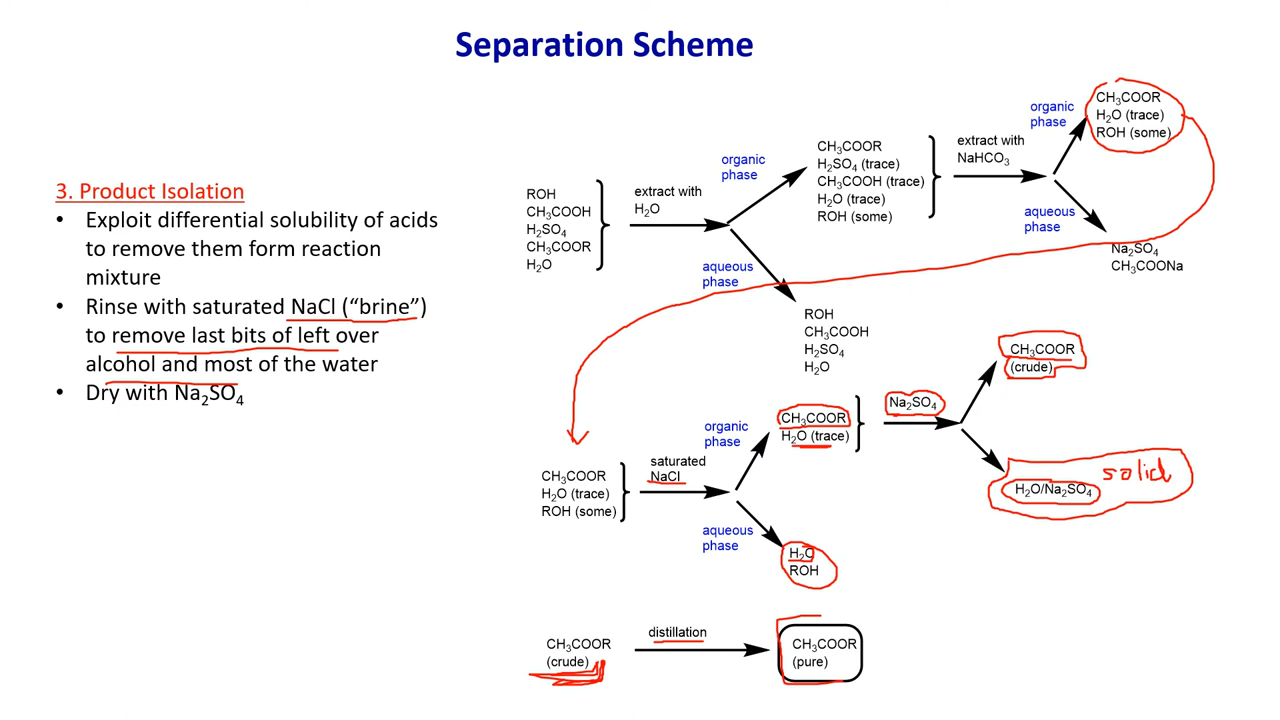 Separation Scheme
3. Product Isolation
• Exploit differential solubility of acids
to remove them form reaction
mixture
• Rinse with saturated NaCl (“brine”)
to remove last bits of left over
alcohol and most of the water
• Dry with Na₂SO₄
ROH
CH₃COOH
H₂SO₄
CH₃COOR
H₂O
extract with
H₂O
organic
phase
aqueous
phase
CH₃COOR
H₂SO₄ (trace)
CH₃COOH (trace)
H₂O (trace)
ROH (some)
ROH
CH₃COOH
H₂SO₄
H₂O
extract with
NaHCO₃
organic
phase
aqueous
phase
CH₃COOR
H₂O (trace)
ROH (some)
Na₂SO₄
CH₃COONa
CH₃COOR
H₂O (trace)
ROH (some)
saturated
NaCl
organic
phase
aqueous
phase
CH₃COOR
H₂O (trace)
H₂O
ROH
Na₂SO₄
CH₃COOR
(crude)
H₂O/Na₂SO₄
solid
CH₃COOR
(crude)
distillation
CH₃COOR
(pure)